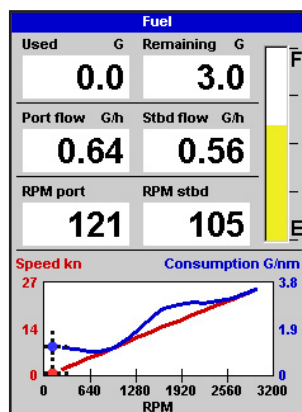 Fuel
Used G Remaining G
0.0 3.0
Port flow G/h Stbd flow G/h
0.64 0.56
RPM port RPM stbd
121 105
F
E
Speed kn Consumption G/nm
27 3.8
14 1.9
0 0
0 640 1280 1920 2560 3200
RPM